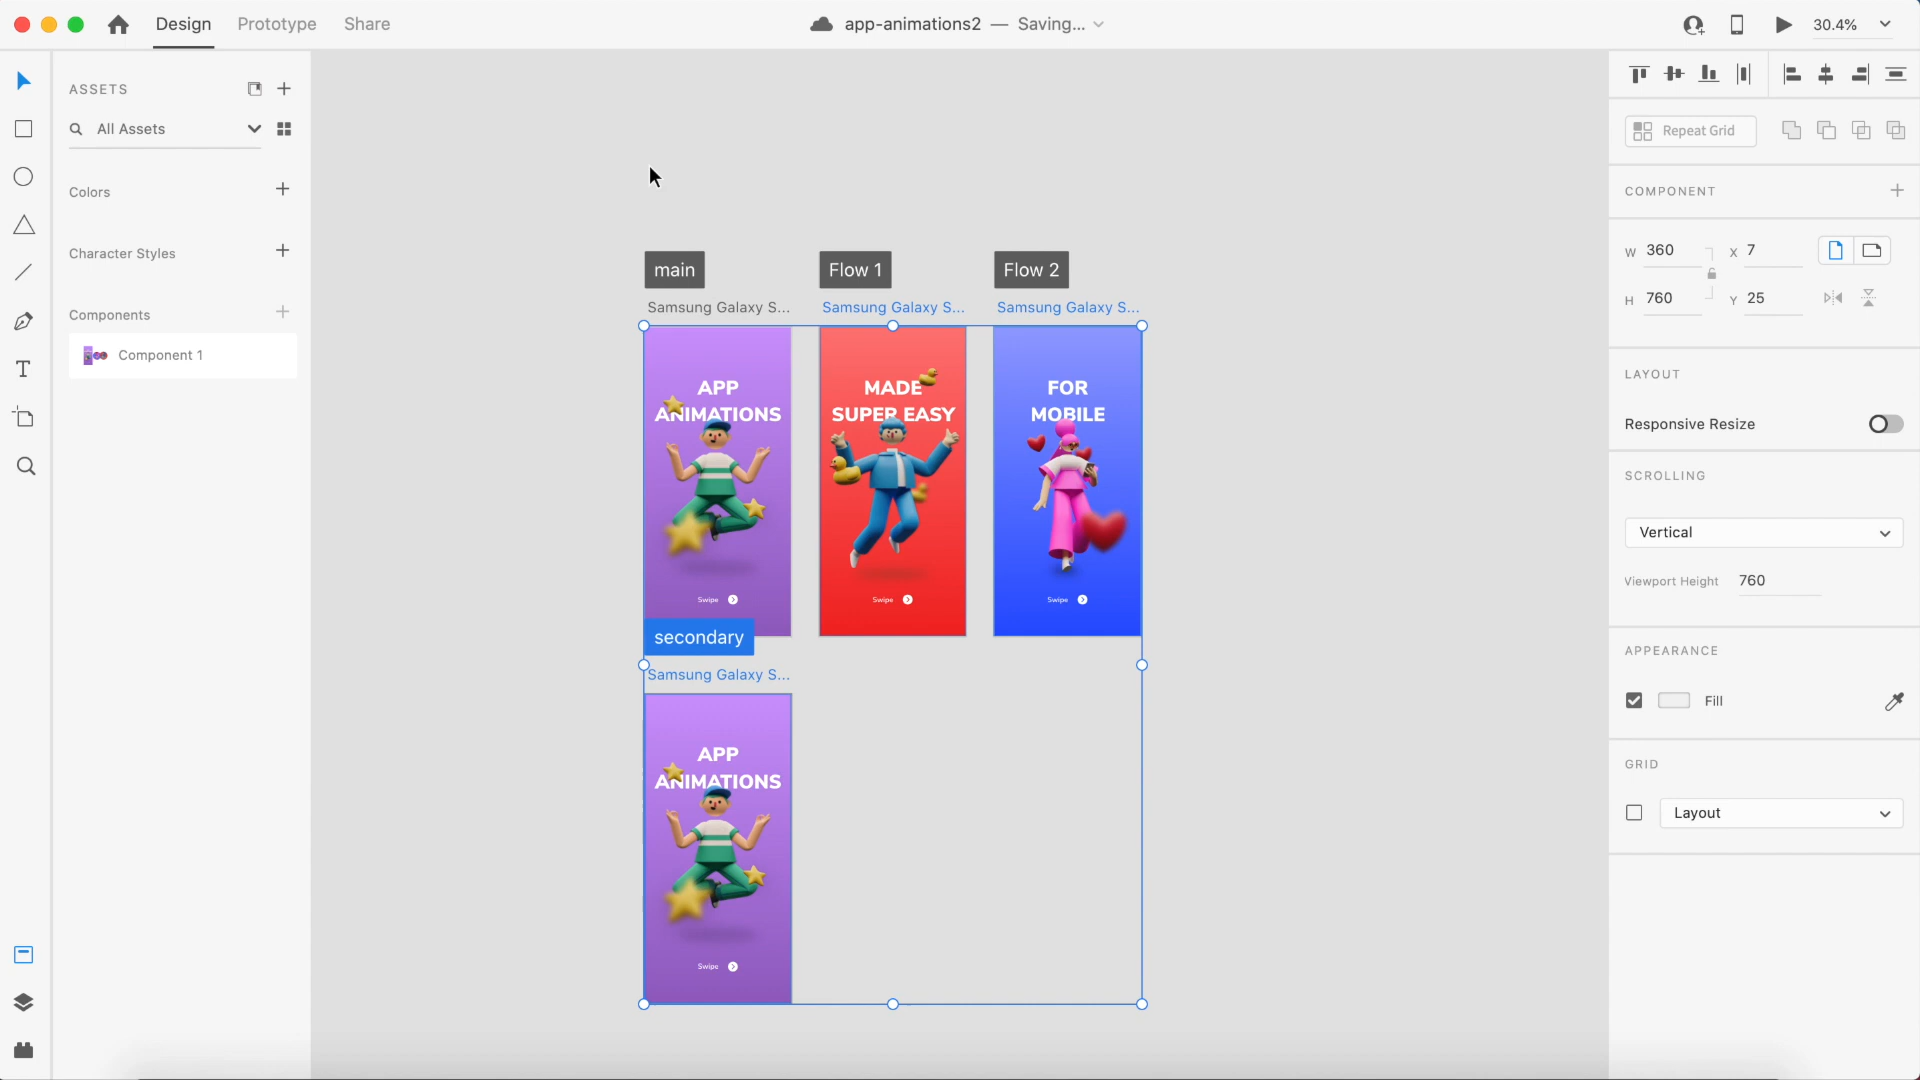 Design Prototype Share
app-animations2 — Saving...
30.4%
ASSETS
All Assets
Colors
Character Styles
Components
Component 1
main
Flow 1
Flow 2
Samsung Galaxy S...
Samsung Galaxy S...
Samsung Galaxy S...
APP
ANIMATIONS
Swipe
MADE
SUPER EASY
Swipe
FOR
MOBILE
Swipe
secondary
Samsung Galaxy S...
APP
ANIMATIONS
Swipe
Repeat Grid
COMPONENT
W 360 X 7
H 760 Y 25
LAYOUT
Responsive Resize
SCROLLING
Vertical
Viewport Height 760
APPEARANCE
Fill
GRID
Layout
T